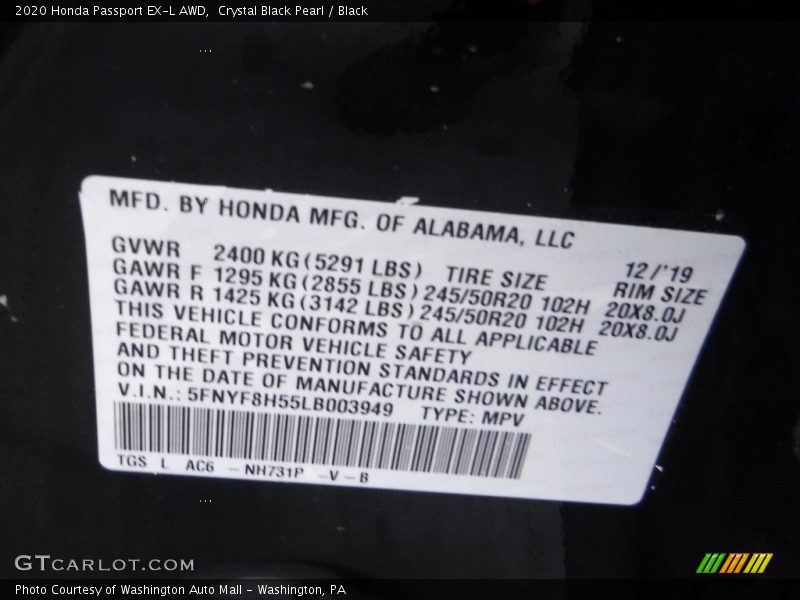 2020 Honda Passport EX-L AWD,  Crystal Black Pearl / Black
MFD. BY HONDA MFG. OF ALABAMA, LLC
12/'19
GVWR 2400 KG (5291 LBS) TIRE SIZE RIM SIZE
GAWR F 1295 KG (2855 LBS) 245/50R20 102H 20X8.0J
GAWR R 1425 KG (3142 LBS) 245/50R20 102H 20X8.0J
THIS VEHICLE CONFORMS TO ALL APPLICABLE
FEDERAL MOTOR VEHICLE SAFETY
AND THEFT PREVENTION STANDARDS IN EFFECT
ON THE DATE OF MANUFACTURE SHOWN ABOVE.
V.I.N.: 5FNYF8H55LB003949 TYPE: MPV
TGS L AC6 - NH731P - V - B
GTCARLOT.COM
Photo Courtesy of Washington Auto Mall - Washington, PA